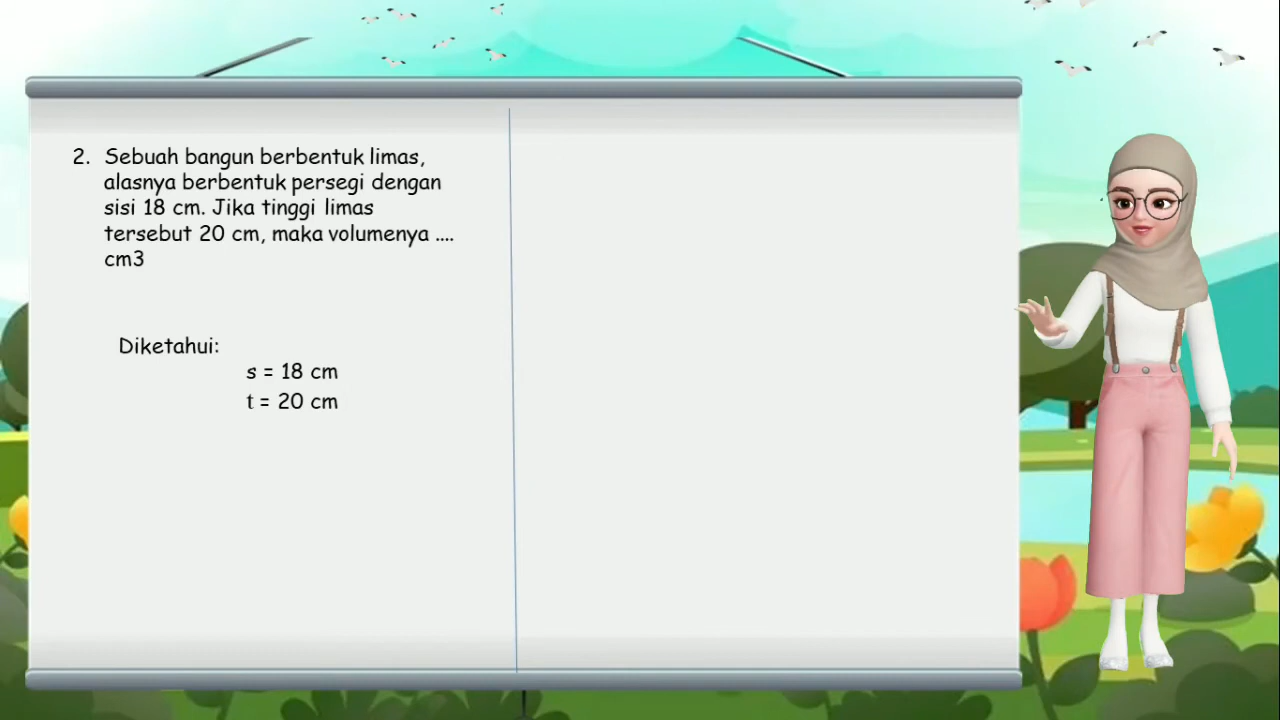 2. Sebuah bangun berbentuk limas,
alasnya berbentuk persegi dengan
sisi 18 cm. Jika tinggi limas
tersebut 20 cm, maka volumenya ....
cm3
Diketahui:
s = 18 cm
t = 20 cm